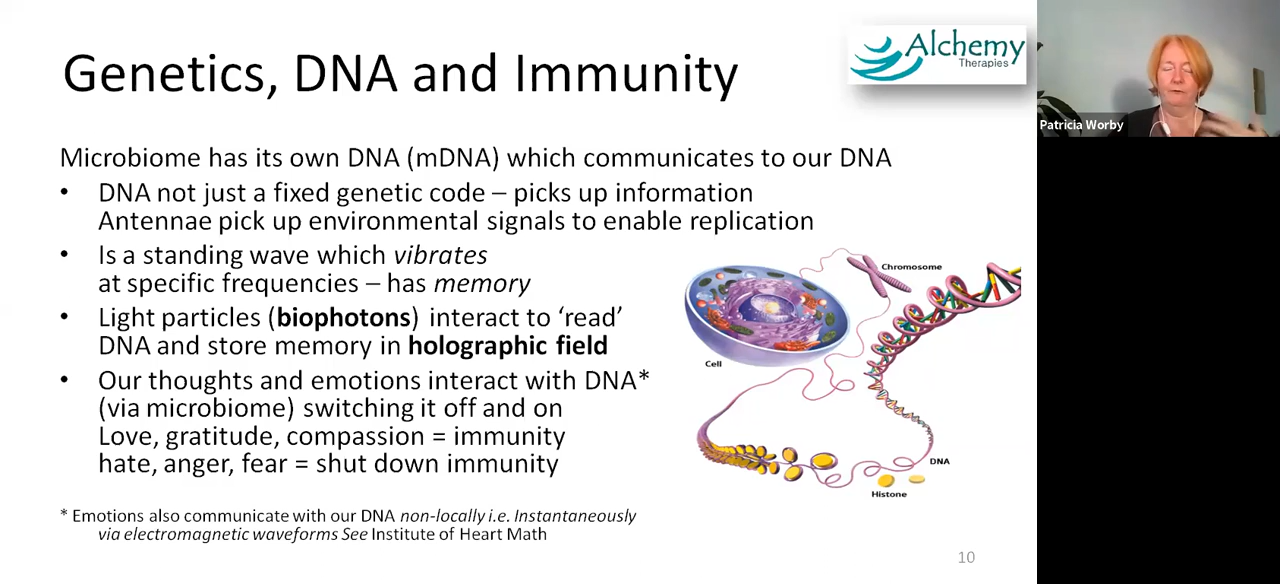 Genetics, DNA and Immunity
Alchemy
Therapies
Patricia Worby
Microbiome has its own DNA (mDNA) which communicates to our DNA
• DNA not just a fixed genetic code – picks up information
Antennae pick up environmental signals to enable replication
• Is a standing wave which vibrates
at specific frequencies – has memory
• Light particles (biophotons) interact to ‘read’
DNA and store memory in holographic field
• Our thoughts and emotions interact with DNA*
(via microbiome) switching it off and on
Love, gratitude, compassion = immunity
hate, anger, fear = shut down immunity
Chromosome
Cell
DNA
Histone
* Emotions also communicate with our DNA non-locally i.e. Instantaneously
via electromagnetic waveforms See Institute of Heart Math
10